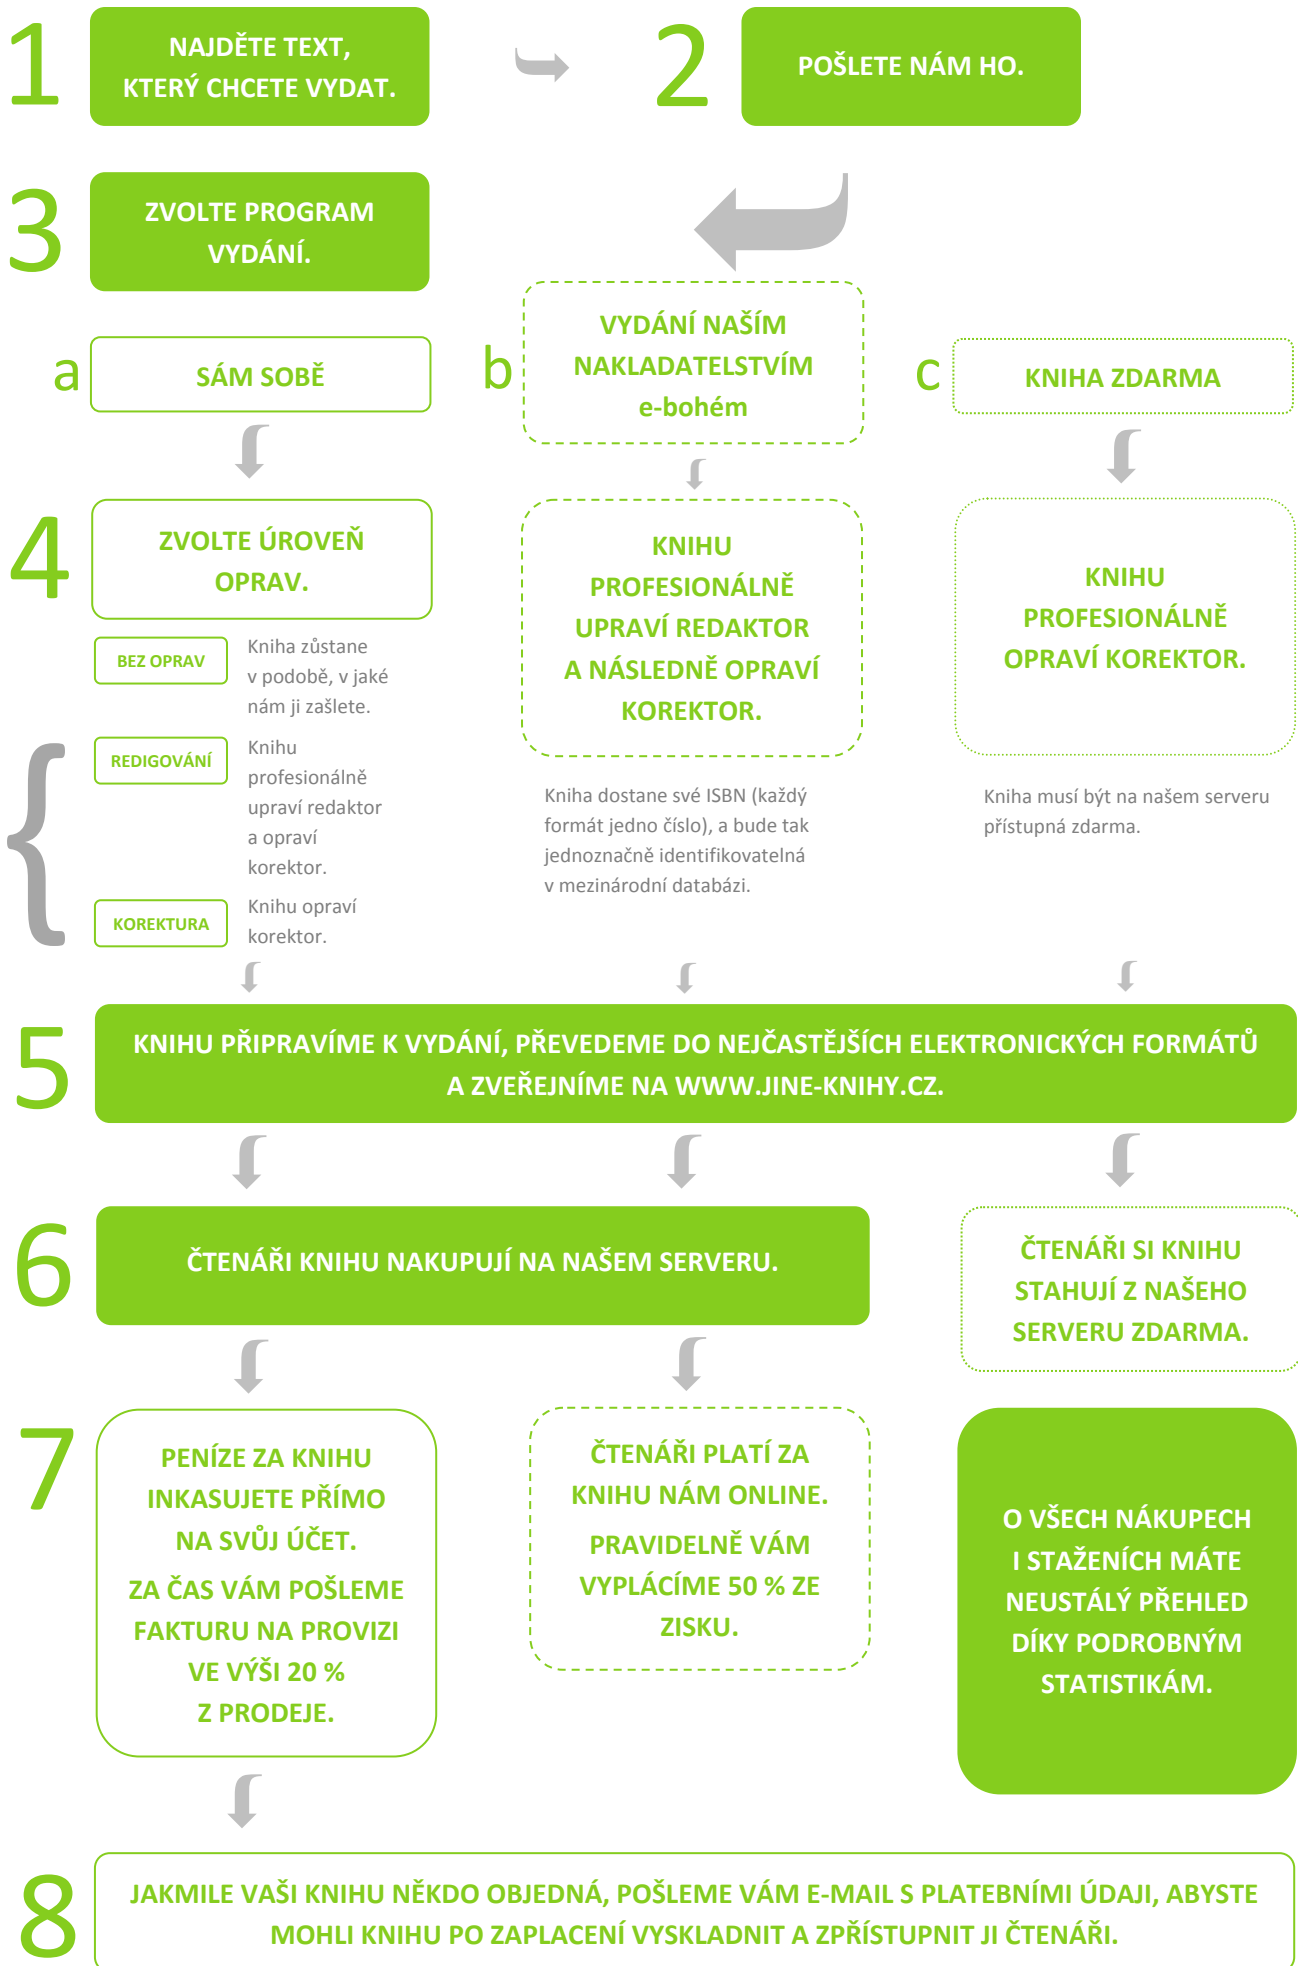 1
NAJDĚTE TEXT,
KTERÝ CHCETE VYDAT.
2
POŠLETE NÁM HO.
3
ZVOLTE PROGRAM
VYDÁNÍ.
a
SÁM SOBĚ
b
VYDÁNÍ NAŠÍM
NAKLADATELSTVÍM
e-bohém
c
KNIHA ZDARMA
4
ZVOLTE ÚROVEŇ
OPRAV.
BEZ OPRAV
Kniha zůstane
v podobě, v jaké
nám ji zašlete.
{
REDIGOVÁNÍ
Knihu
profesionálně
upraví redaktor
a opraví
korektor.
KOREKTURA
Knihu opraví
korektor.
KNIHU
PROFESIONÁLNĚ
UPRAVÍ REDAKTOR
A NÁSLEDNĚ OPRAVÍ
KOREKTOR.
Kniha dostane své ISBN (každý
formát jedno číslo), a bude tak
jednoznačně identifikovatelná
v mezinárodní databázi.
KNIHU
PROFESIONÁLNĚ
OPRAVÍ KOREKTOR.
Kniha musí být na našem serveru
přístupná zdarma.
5
KNIHU PŘIPRAVÍME K VYDÁNÍ, PŘEVEDEME DO NEJČASTĚJŠÍCH ELEKTRONICKÝCH FORMÁTŮ
A ZVEŘEJNÍME NA WWW.JINE-KNIHY.CZ.
6
ČTENÁŘI KNIHU NAKUPUJÍ NA NAŠEM SERVERU.
ČTENÁŘI SI KNIHU
STAHUJÍ Z NAŠEHO
SERVERU ZDARMA.
7
PENÍZE ZA KNIHU
INKASUJETE PŘÍMO
NA SVŮJ ÚČET.
ZA ČAS VÁM POŠLEME
FAKTURU NA PROVIZI
VE VÝŠI 20 %
Z PRODEJE.
ČTENÁŘI PLATÍ ZA
KNIHU NÁM ONLINE.
PRAVIDELNĚ VÁM
VYPLÁCÍME 50 % ZE
ZISKU.
O VŠECH NÁKUPECH
I STAŽENÍCH MÁTE
NEUSTÁLÝ PŘEHLED
DÍKY PODROBNÝM
STATISTIKÁM.
8
JAKMILE VAŠI KNIHU NĚKDO OBJEDNÁ, POŠLEME VÁM E-MAIL S PLATEBNÍMI ÚDAJI, ABYSTE
MOHLI KNIHU PO ZAPLACENÍ VYSKLADNIT A ZPŘÍSTUPNIT JI ČTENÁŘI.